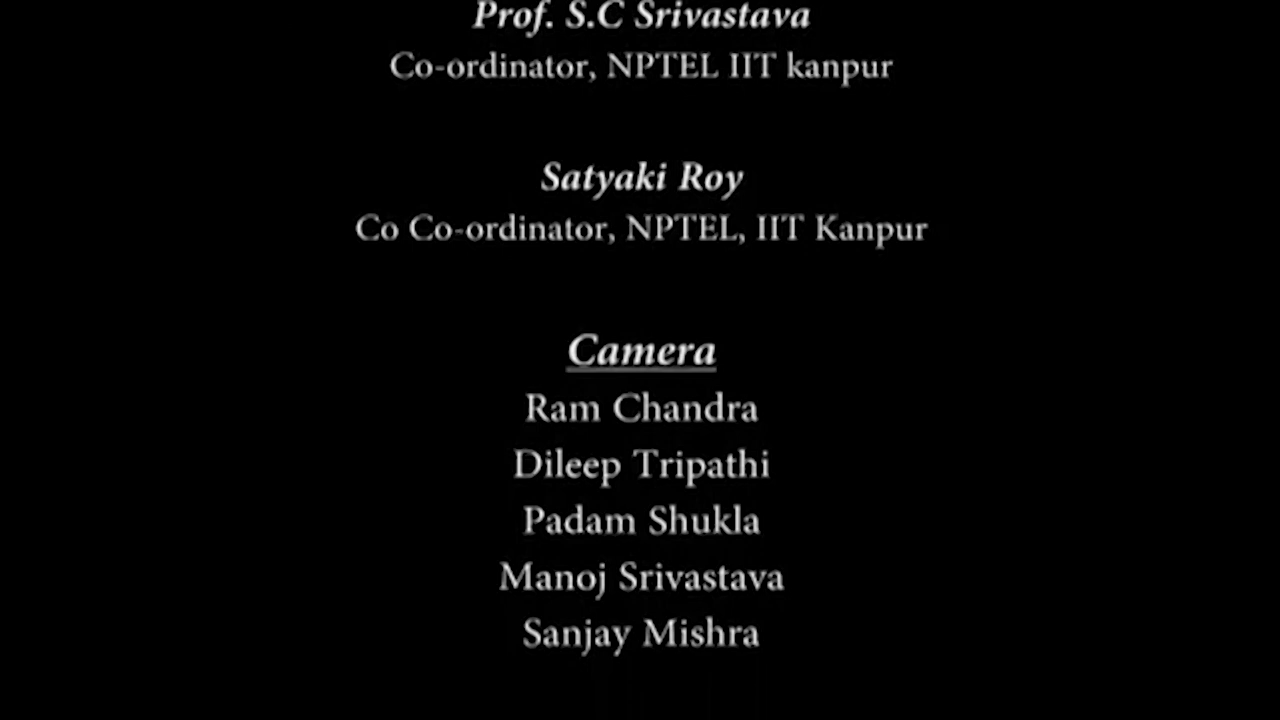 Prof. S.C Srivastava
Co-ordinator, NPTEL IIT kanpur
Satyaki Roy
Co Co-ordinator, NPTEL, IIT Kanpur
Camera
Ram Chandra
Dileep Tripathi
Padam Shukla
Manoj Srivastava
Sanjay Mishra